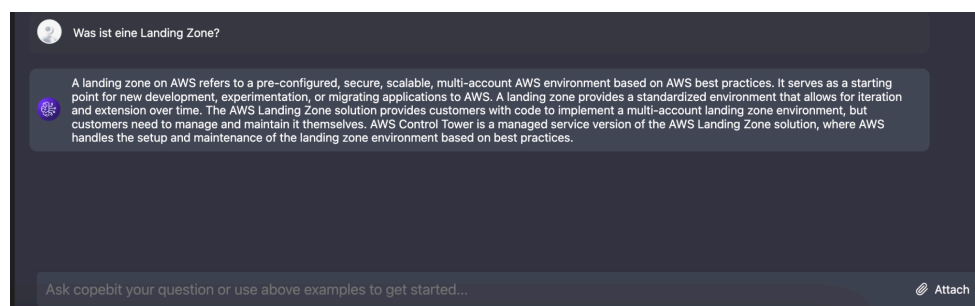 Was ist eine Landing Zone?
A landing zone on AWS refers to a pre-configured, secure, scalable, multi-account AWS environment based on AWS best practices. It serves as a starting
point for new development, experimentation, or migrating applications to AWS. A landing zone provides a standardized environment that allows for iteration
and extension over time. The AWS Landing Zone solution provides customers with code to implement a multi-account landing zone environment, but
customers need to manage and maintain it themselves. AWS Control Tower is a managed service version of the AWS Landing Zone solution, where AWS
handles the setup and maintenance of the landing zone environment based on best practices.
Ask copebit your question or use above examples to get started...
Attach